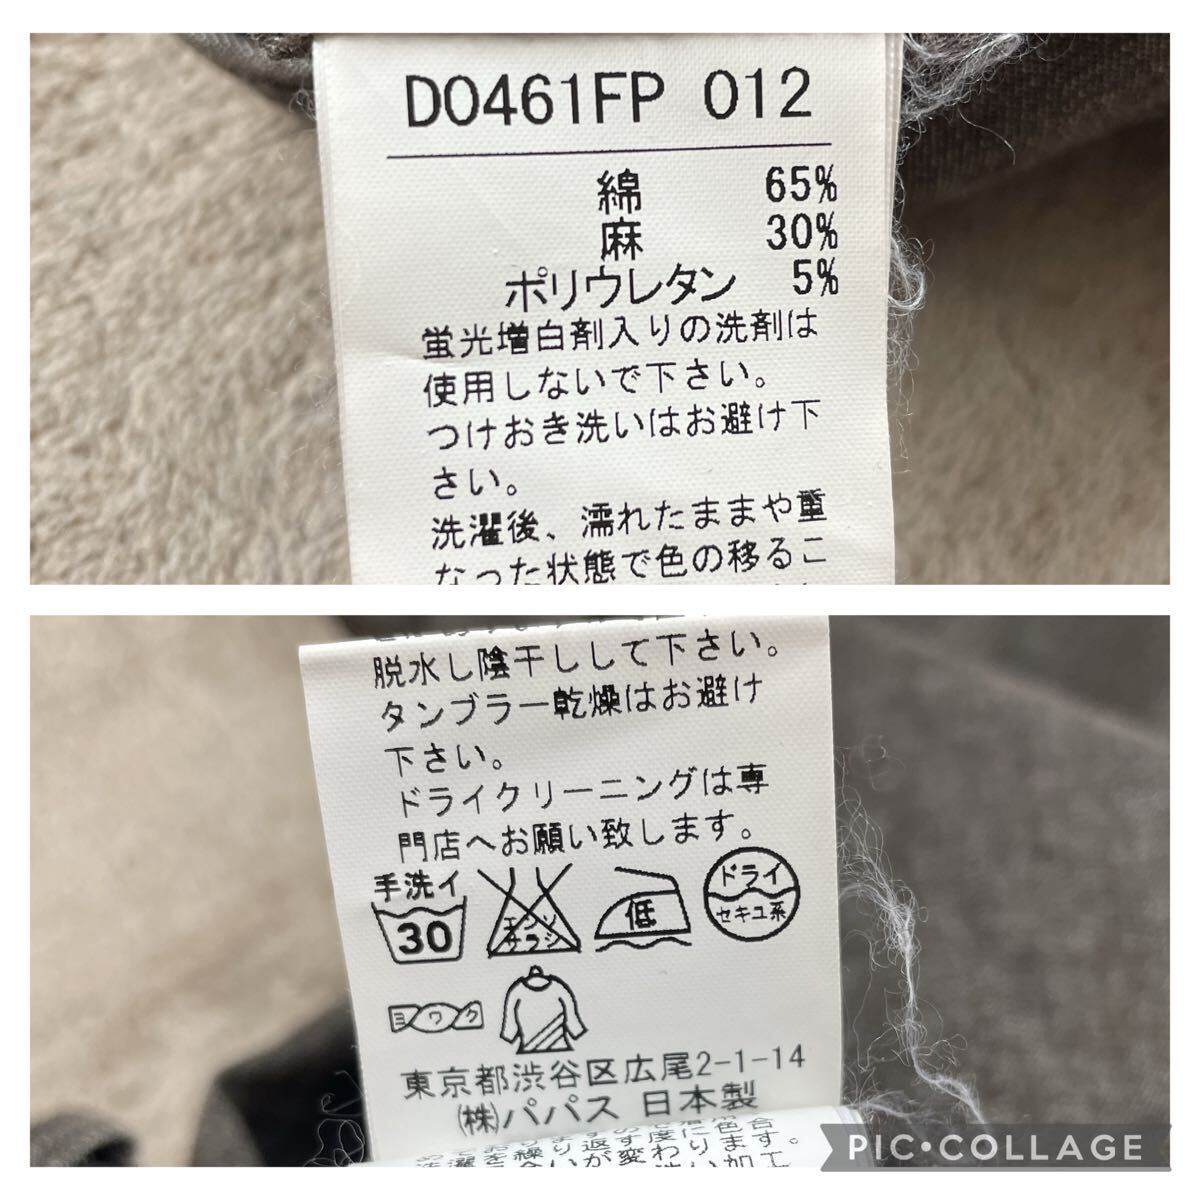 D0461FP 012
綿 65%
麻 30%
ポリウレタン 5%
蛍光増白剤入りの洗剤は
使用しないで下さい。
つけおき洗いはお避け下
さい。
洗濯後、濡れたままや重
なった状態で色の移るこ
脱水し陰干しして下さい。
タンブラー乾燥はお避け
下さい。
ドライクリーニングは専
門店へお願い致します。
手洗イ
30
エンソ
サラシ
低
ドライ
セキユ系
ヨワク
東京都渋谷区広尾2-1-14
㈱パパス 日本製
PIC•COLLAGE